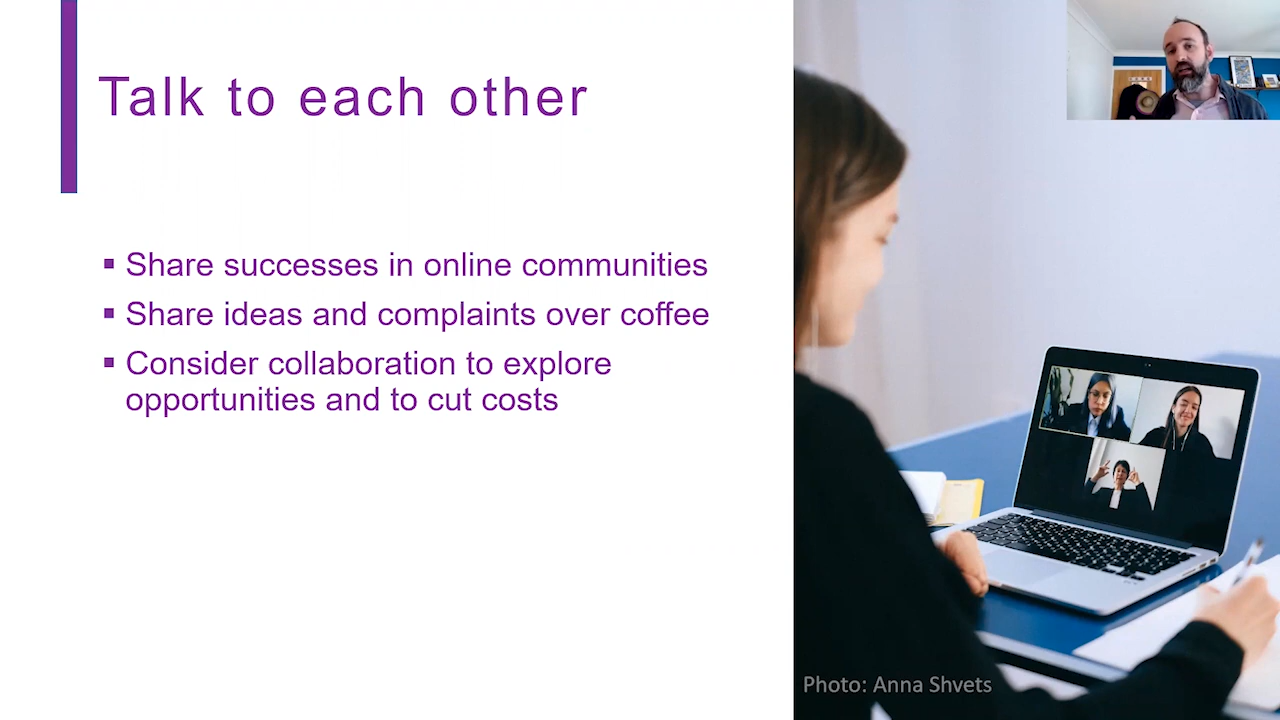 Talk to each other
▪ Share successes in online communities
▪ Share ideas and complaints over coffee
▪ Consider collaboration to explore
opportunities and to cut costs
Photo: Anna Shvets